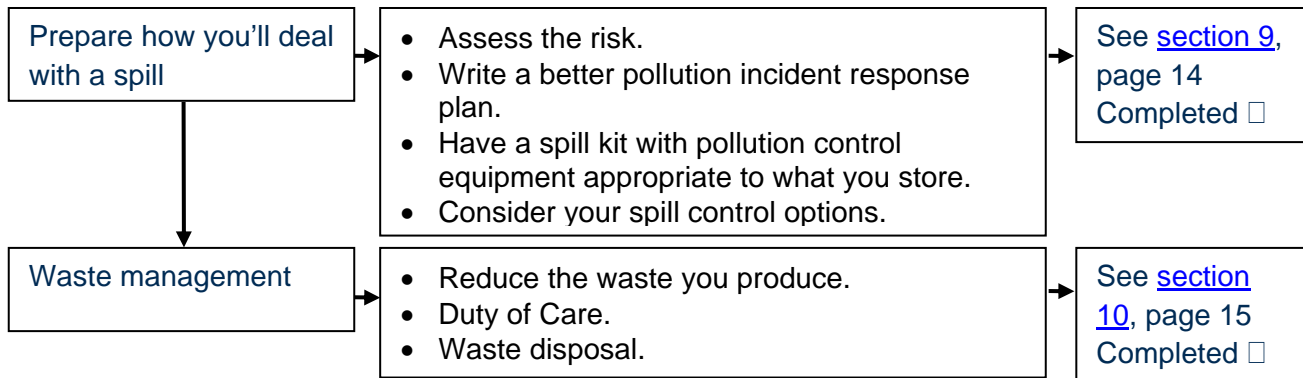 Prepare how you'll deal
with a spill
• Assess the risk.
• Write a better pollution incident response
plan.
• Have a spill kit with pollution control
equipment appropriate to what you store.
• Consider your spill control options.
See section 9,
page 14
Completed □
Waste management
• Reduce the waste you produce.
• Duty of Care.
• Waste disposal.
See section
10, page 15
Completed □